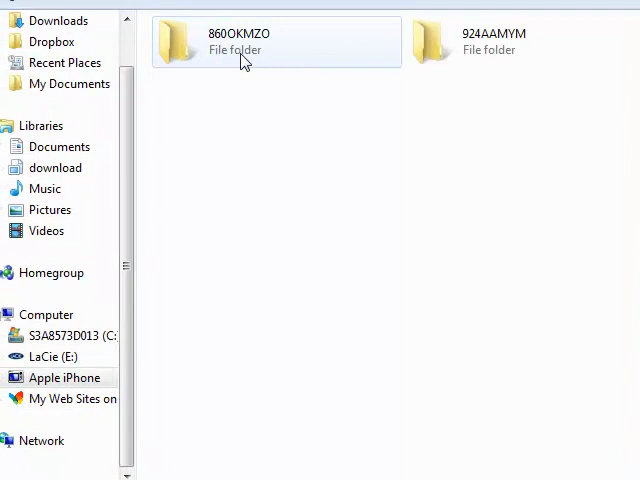 Downloads
Dropbox
Recent Places
My Documents
Libraries
Documents
download
Music
Pictures
Videos
Homegroup
Computer
S3A8573D013 (C:
LaCie (E:)
Apple iPhone
My Web Sites on
Network
860OKMZO
File folder
924AAMYM
File folder